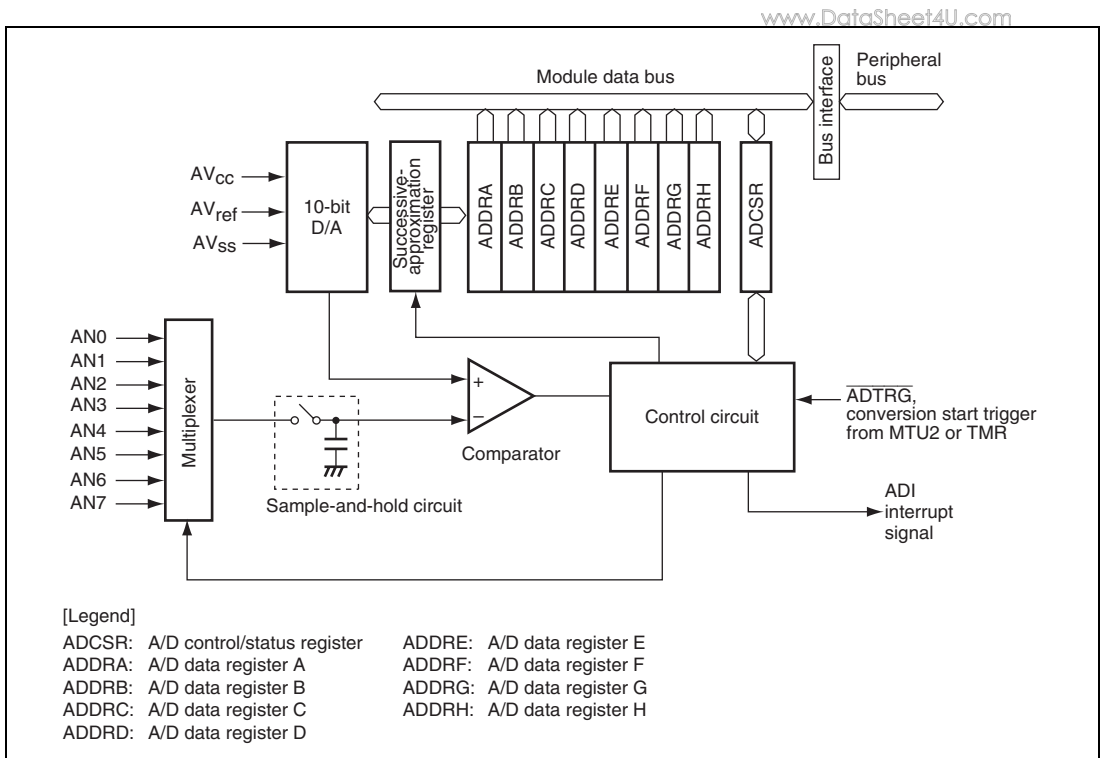 www.DataSheet4U.com
Module data bus
Bus interface
Peripheral
bus
AVcc
AVref
AVss
10-bit
D/A
Successive-
approximation
register
ADDRA
ADDRB
ADDRC
ADDRD
ADDRE
ADDRF
ADDRG
ADDRH
ADCSR
AN0
AN1
AN2
AN3
AN4
AN5
AN6
AN7
Multiplexer
Sample-and-hold circuit
+
−
Comparator
Control circuit
ADTRG,
conversion start trigger
from MTU2 or TMR
ADI
interrupt
signal
[Legend]
ADCSR: A/D control/status register
ADDRA: A/D data register A
ADDRB: A/D data register B
ADDRC: A/D data register C
ADDRD: A/D data register D
ADDRE: A/D data register E
ADDRF: A/D data register F
ADDRG: A/D data register G
ADDRH: A/D data register H